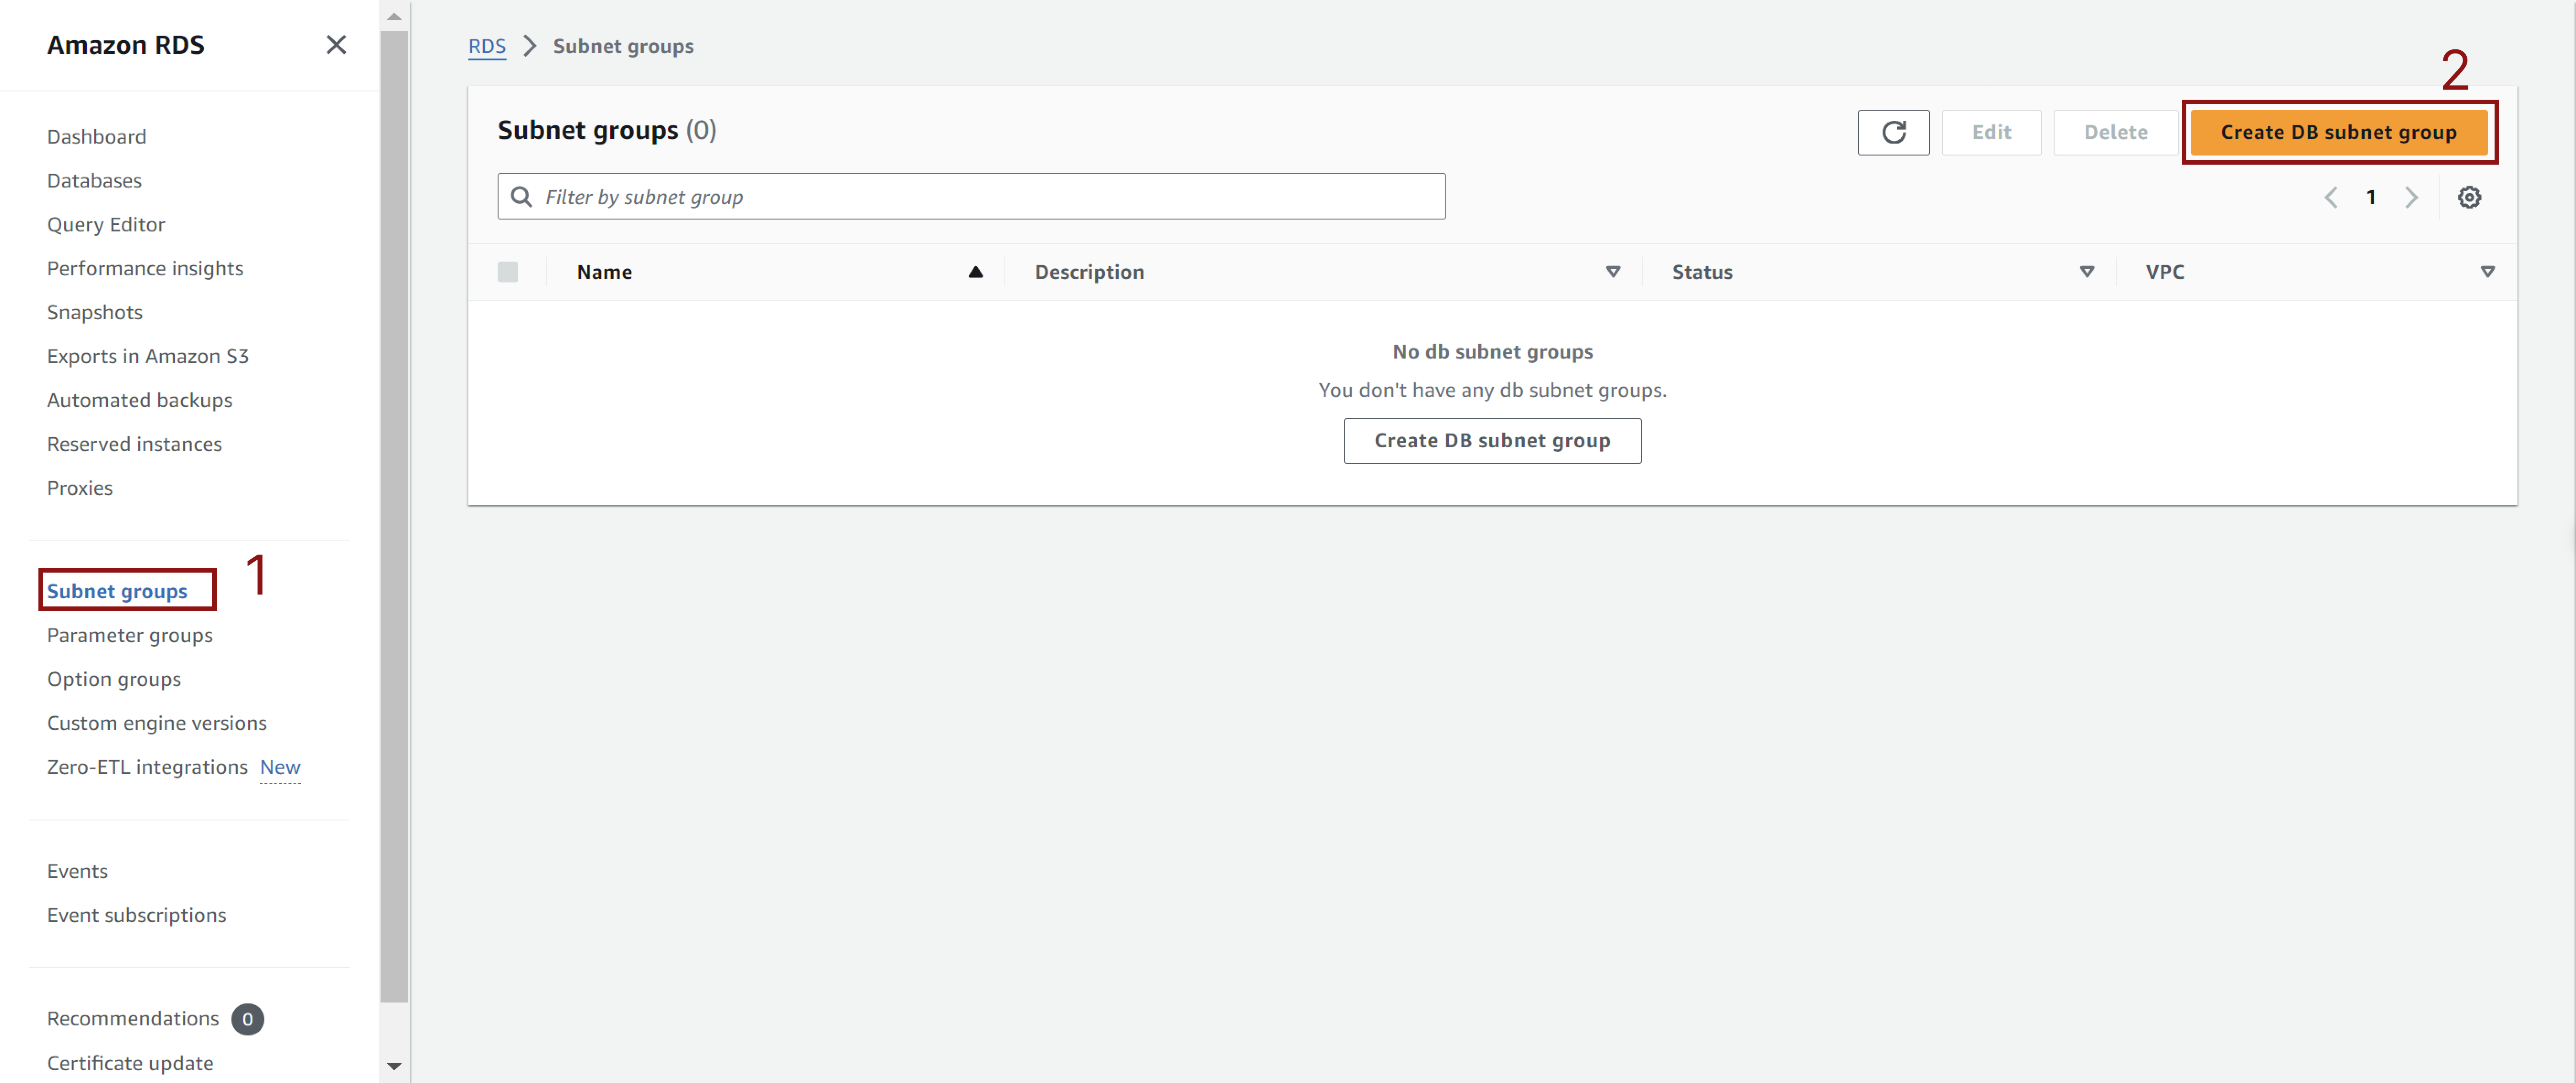 Amazon RDS
Dashboard
Databases
Query Editor
Performance insights
Snapshots
Exports in Amazon S3
Automated backups
Reserved instances
Proxies
Subnet groups 1
Parameter groups
Option groups
Custom engine versions
Zero-ETL integrations New
Events
Event subscriptions
Recommendations 0
Certificate update
RDS Subnet groups
2
Subnet groups (0) Edit Delete Create DB subnet group
Filter by subnet group 1
Name Description Status VPC
No db subnet groups
You don't have any db subnet groups.
Create DB subnet group